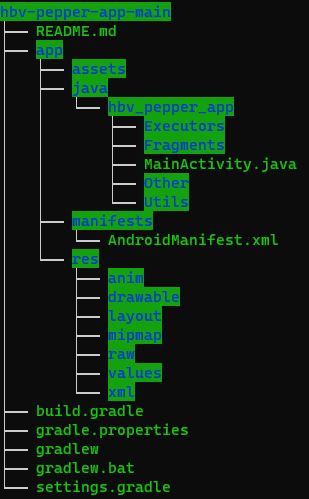 hbv-pepper-app-main
README.md
app
assets
java
hbv_pepper_app
Executors
Fragments
MainActivity.java
Other
Utils
manifests
AndroidManifest.xml
res
anim
drawable
layout
mipmap
raw
values
xml
build.gradle
gradle.properties
gradlew
gradlew.bat
settings.gradle